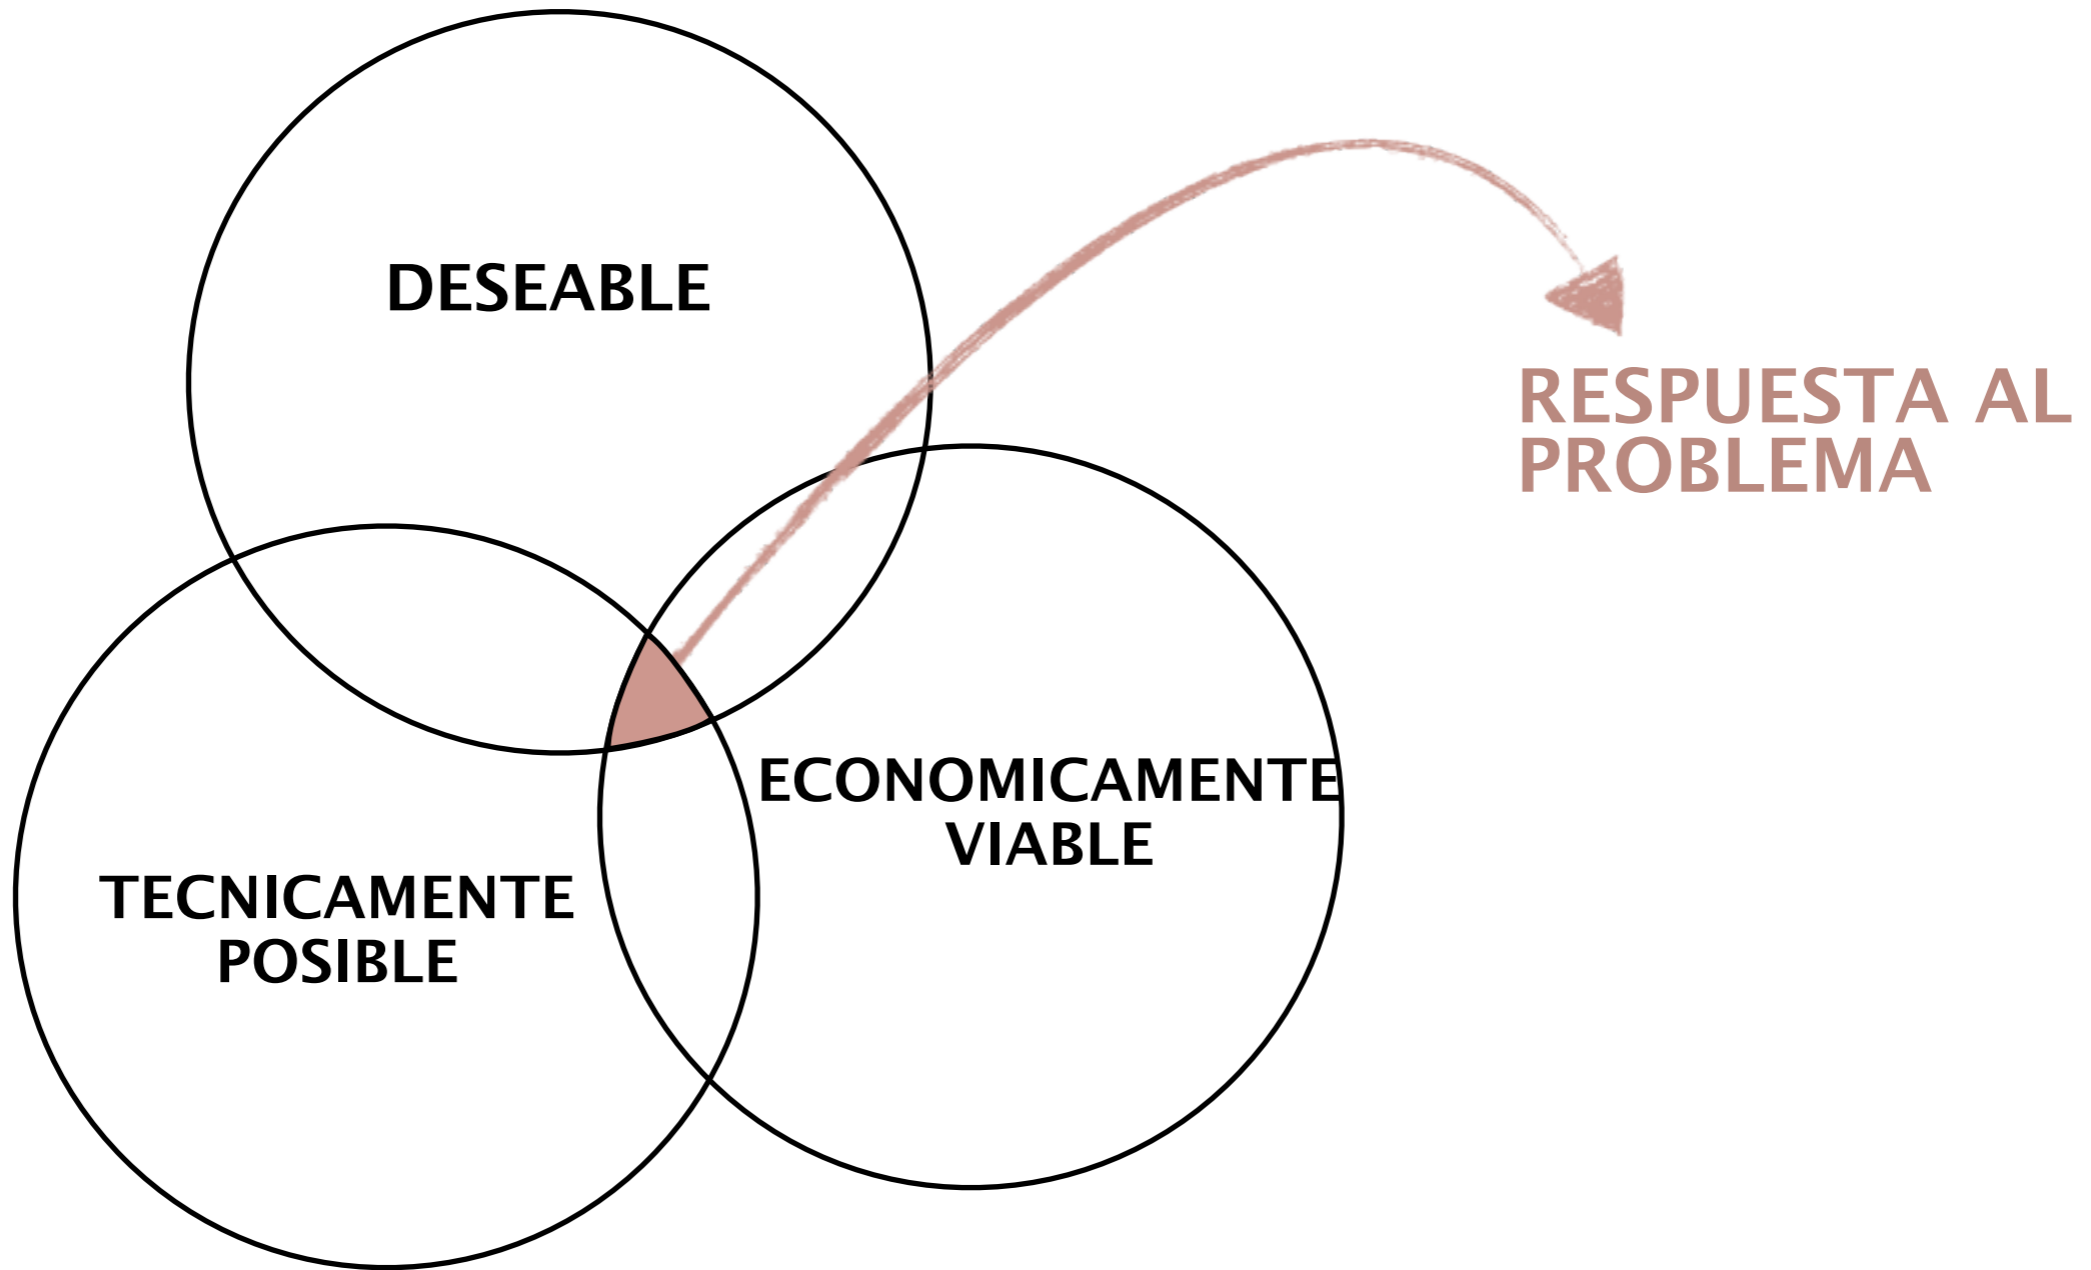 DESEABLE
RESPUESTA AL
PROBLEMA
ECONOMICAMENTE
VIABLE
TECNICAMENTE
POSIBLE